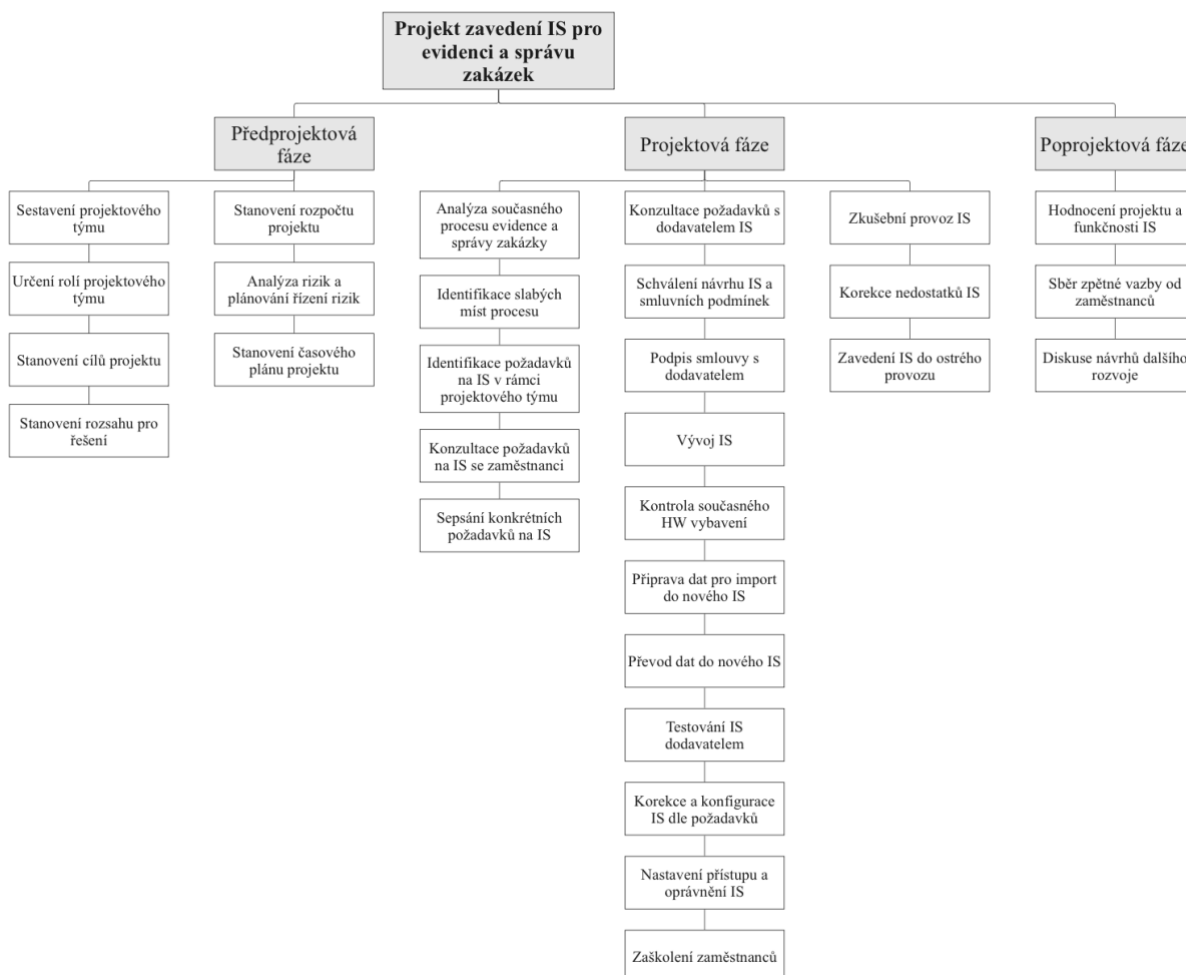 Projekt zavedení IS pro
evidenci a správu
zakázek
Předprojektová
fáze
Projektová fáze
Poprojektová fáze
Sestavení projektového
týmu
Určení rolí projektového
týmu
Stanovení cílů projektu
Stanovení rozsahu pro
řešení
Stanovení rozpočtu
projektu
Analýza rizik a
plánování řízení rizik
Stanovení časového
plánu projektu
Analýza současného
procesu evidence a
správy zakázky
Identifikace slabých
míst procesu
Identifikace požadavků
na IS v rámci
projektového týmu
Konzultace požadavků
na IS se zaměstnanci
Sepsání konkrétních
požadavků na IS
Konzultace požadavků s
dodavatelem IS
Schválení návrhu IS a
smluvních podmínek
Podpis smlouvy s
dodavatelem
Vývoj IS
Kontrola současného
HW vybavení
Připrava dat pro import
do nového IS
Převod dat do nového IS
Testování IS
dodavatelem
Korekce a konfigurace
IS dle požadavků
Nastavení přístupu a
oprávnění IS
Zaškolení zaměstnanců
Zkušební provoz IS
Korekce nedostatků IS
Zavedení IS do ostrého
provozu
Hodnocení projektu a
funkčnosti IS
Sběr zpětné vazby od
zaměstnanců
Diskuse návrhů dalšího
rozvoje